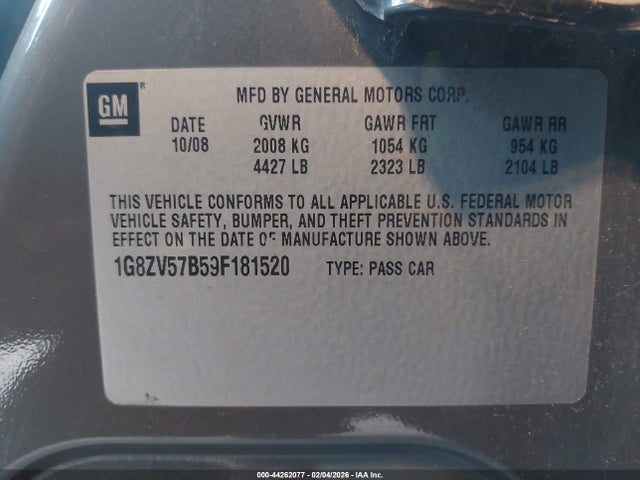 GM
MFD BY GENERAL MOTORS CORP.
DATE GVWR GAWR FRT GAWR RR
10/08 2008 KG 1054 KG 954 KG
4427 LB 2323 LB 2104 LB
THIS VEHICLE CONFORMS TO ALL APPLICABLE U.S. FEDERAL MOTOR
VEHICLE SAFETY, BUMPER, AND THEFT PREVENTION STANDARDS IN
EFFECT ON THE DATE OF MANUFACTURE SHOWN ABOVE.
1G8ZV57B59F181520 TYPE: PASS CAR
000-44262077 - 02/04/2026 - IAA, Inc.